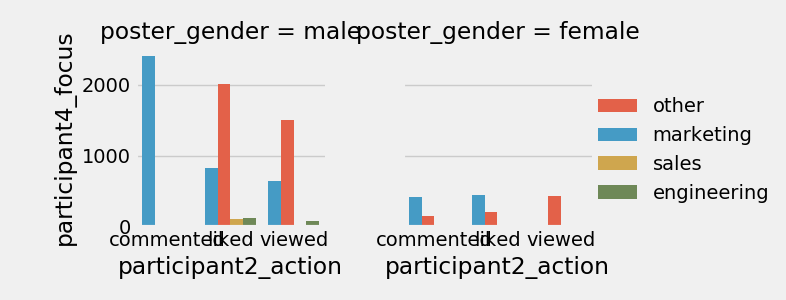 poster_gender = male
poster_gender = female
participant4_focus
2000
1000
0
commented
liked
viewed
participant2_action
commented
liked
viewed
participant2_action
other
marketing
sales
engineering